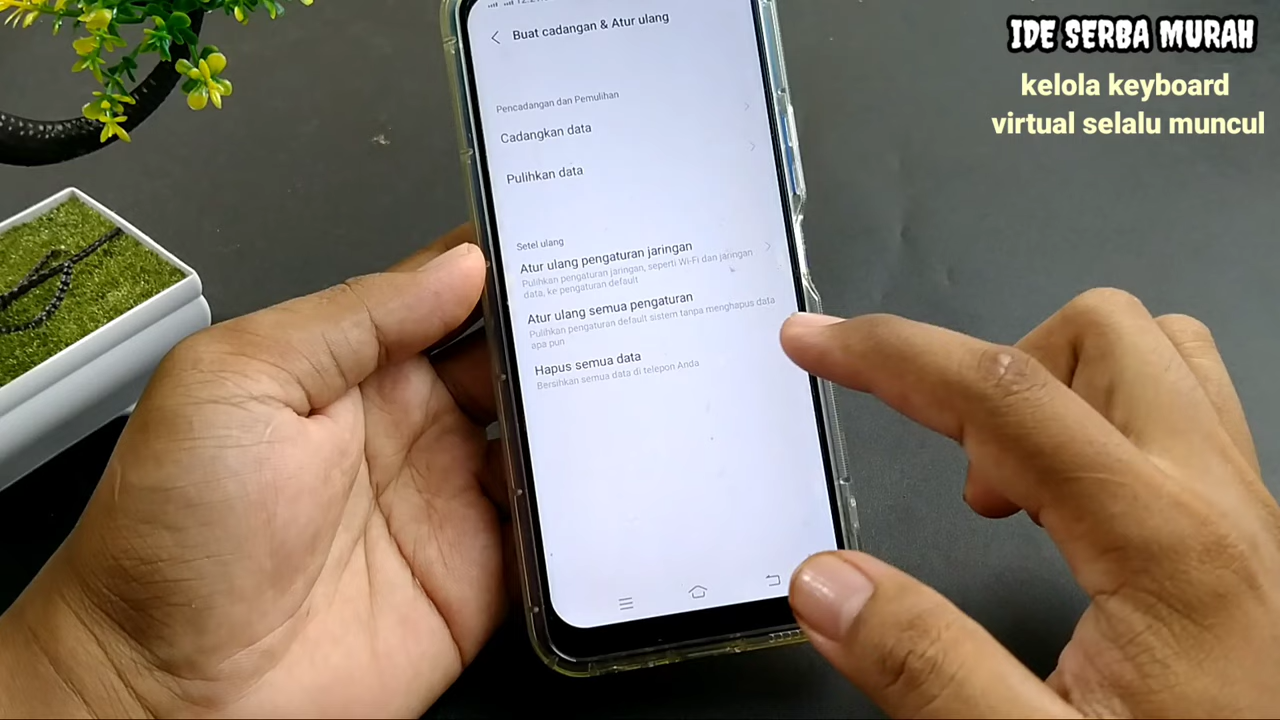 IDE SERBA MURAH
kelola keyboard
virtual selalu muncul
Buat cadangan & Atur ulang
Pencadangan dan Pemulihan
Cadangkan data
Pulihkan data
Setel ulang
Atur ulang pengaturan jaringan
Pulihkan pengaturan jaringan, seperti Wi-Fi dan jaringan
data, ke pengaturan default
Atur ulang semua pengaturan
Pulihkan pengaturan default sistem tanpa menghapus data
apa pun
Hapus semua data
Bersihkan semua data di telepon Anda